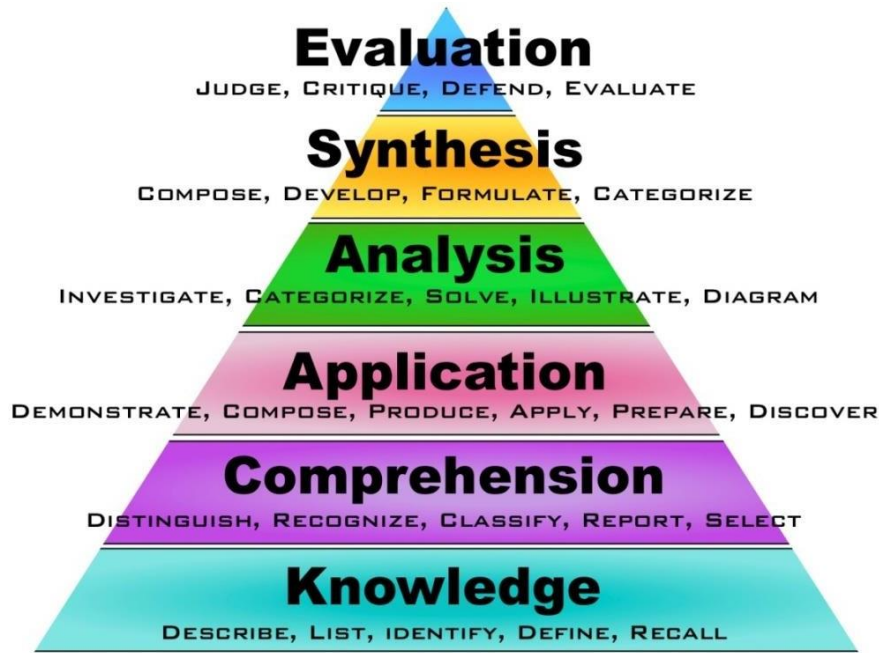 Evaluation
Judge, Critique, Defend, Evaluate
Synthesis
Compose, Develop, Formulate, Categorize
Analysis
Investigate, Categorize, Solve, Illustrate, Diagram
Application
Demonstrate, Compose, Produce, Apply, Prepare, Discover
Comprehension
Distinguish, Recognize, Classify, Report, Select
Knowledge
Describe, List, identify, Define, Recall